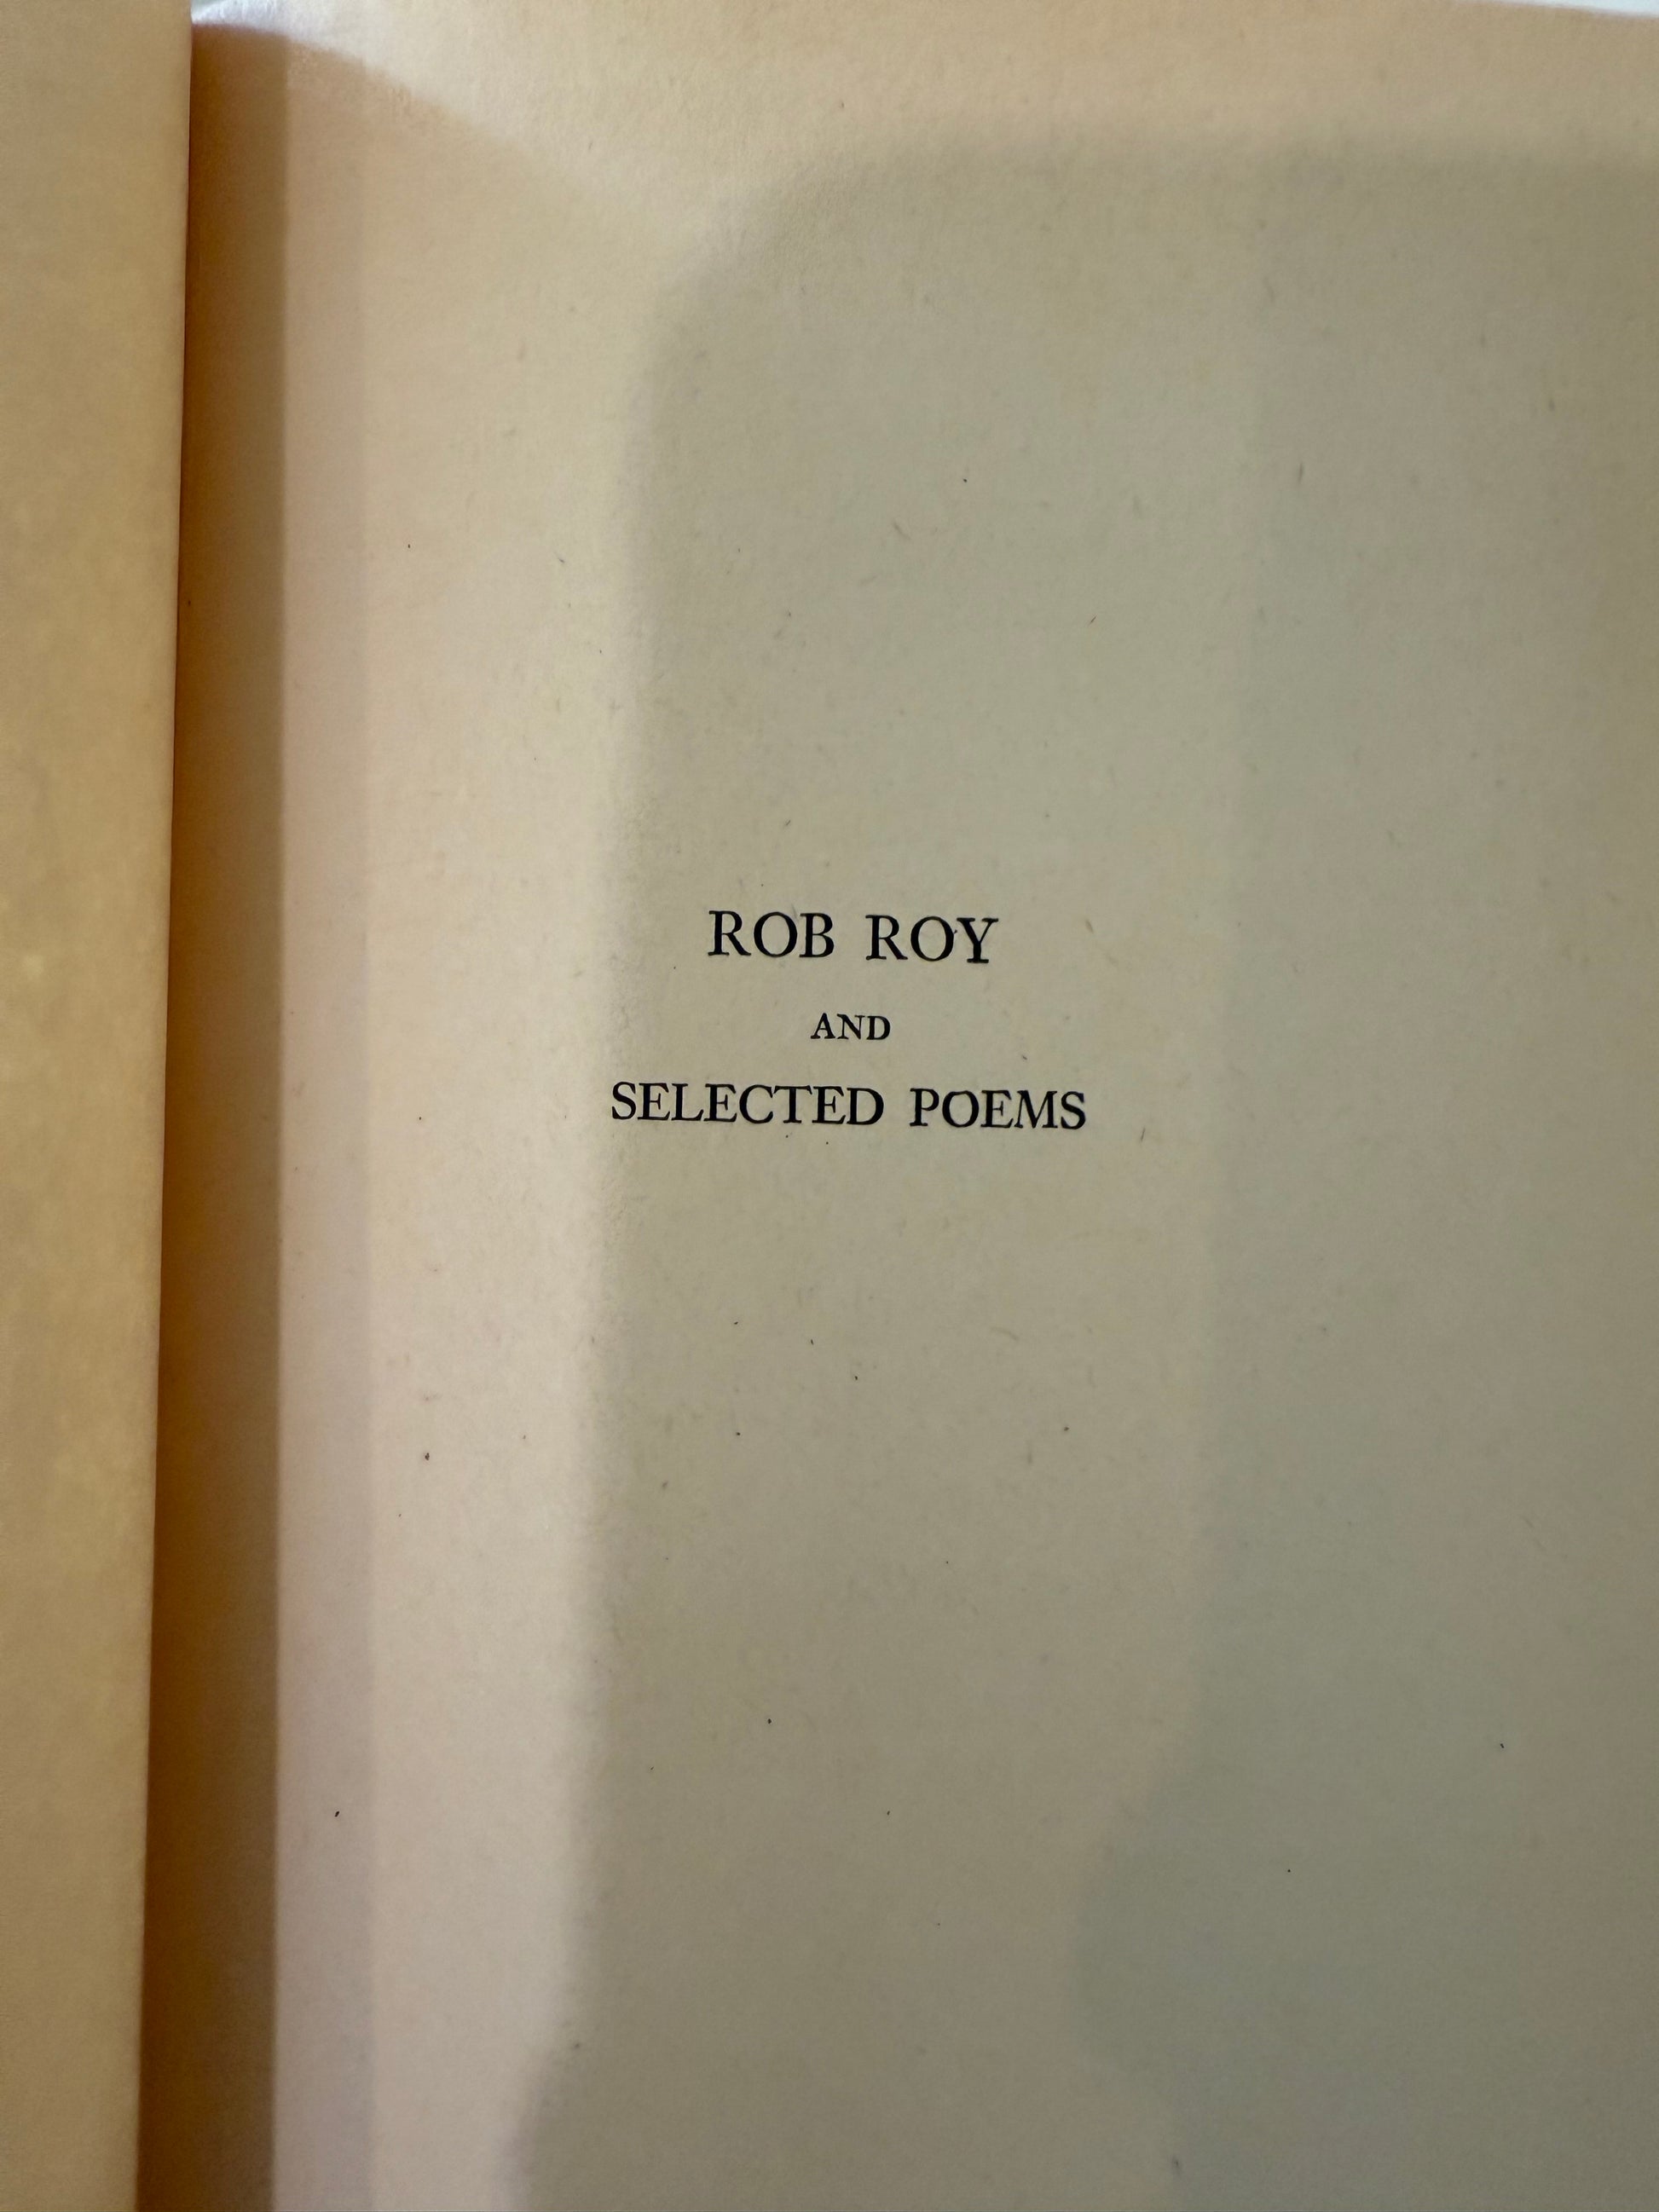 ROB ROY
AND
SELECTED POEMS